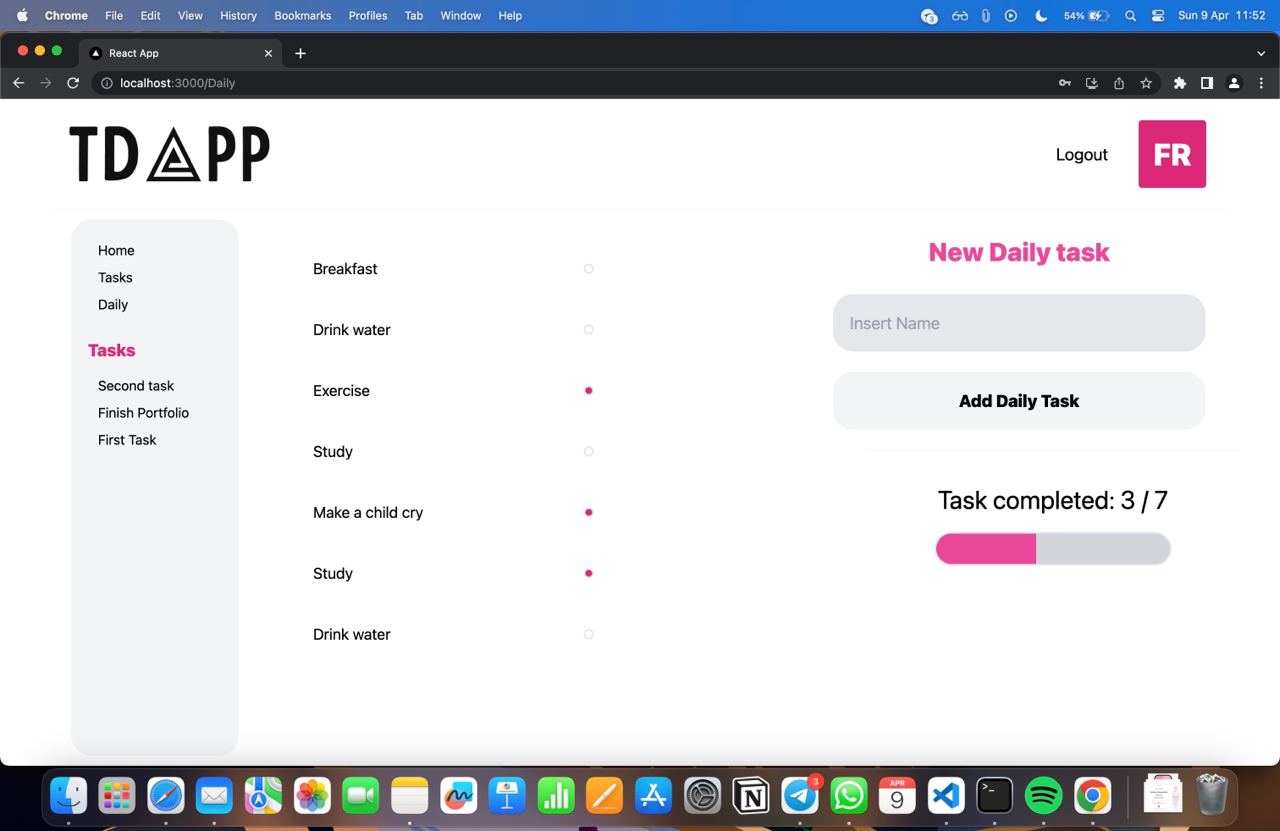 Chrome File Edit View History Bookmarks Profiles Tab Window Help 3 54% Sun 9 Apr 11:52
React App
localhost:3000/Daily
TDAPP
Logout
FR
Home
Tasks
Daily
Tasks
Second task
Finish Portfolio
First Task
Breakfast
Drink water
Exercise
Study
Make a child cry
Study
Drink water
New Daily task
Insert Name
Add Daily Task
Task completed: 3 / 7
3
APR
9